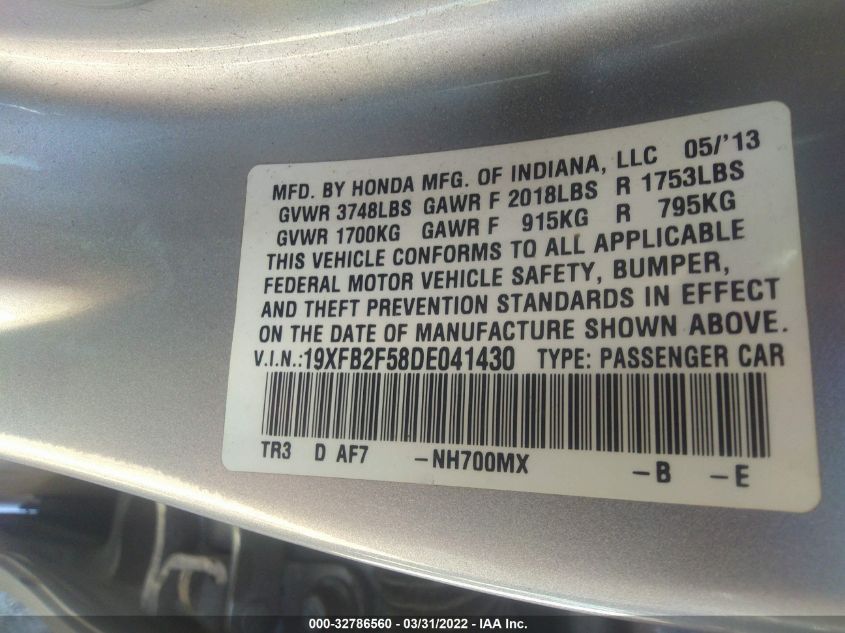 MFD. BY HONDA MFG. OF INDIANA, LLC 05/'13
GVWR 3748LBS GAWR F 2018LBS R 1753LBS
GVWR 1700KG GAWR F 915KG R 795KG
THIS VEHICLE CONFORMS TO ALL APPLICABLE
FEDERAL MOTOR VEHICLE SAFETY, BUMPER,
AND THEFT PREVENTION STANDARDS IN EFFECT
ON THE DATE OF MANUFACTURE SHOWN ABOVE.
V.I.N.:19XFB2F58DE041430 TYPE: PASSENGER CAR
TR3 D AF7 -NH700MX -B -E
000-32786560 - 03/31/2022 - IAA Inc.